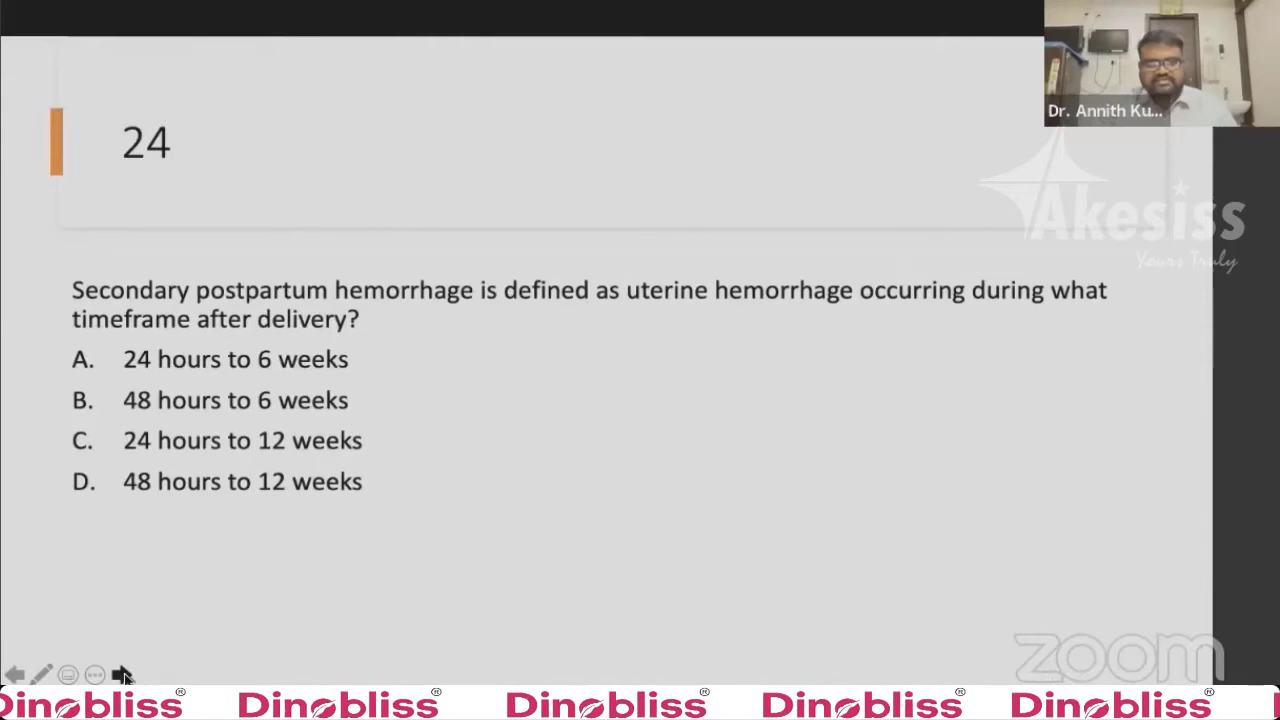 Dr. Annith Ku...
24
Akesiss
Yours Truly
Secondary postpartum hemorrhage is defined as uterine hemorrhage occurring during what
timeframe after delivery?
A. 24 hours to 6 weeks
B. 48 hours to 6 weeks
C. 24 hours to 12 weeks
D. 48 hours to 12 weeks
zoom
Dinobliss® Dinobliss® Dinobliss® Dinobliss® Dinobliss®